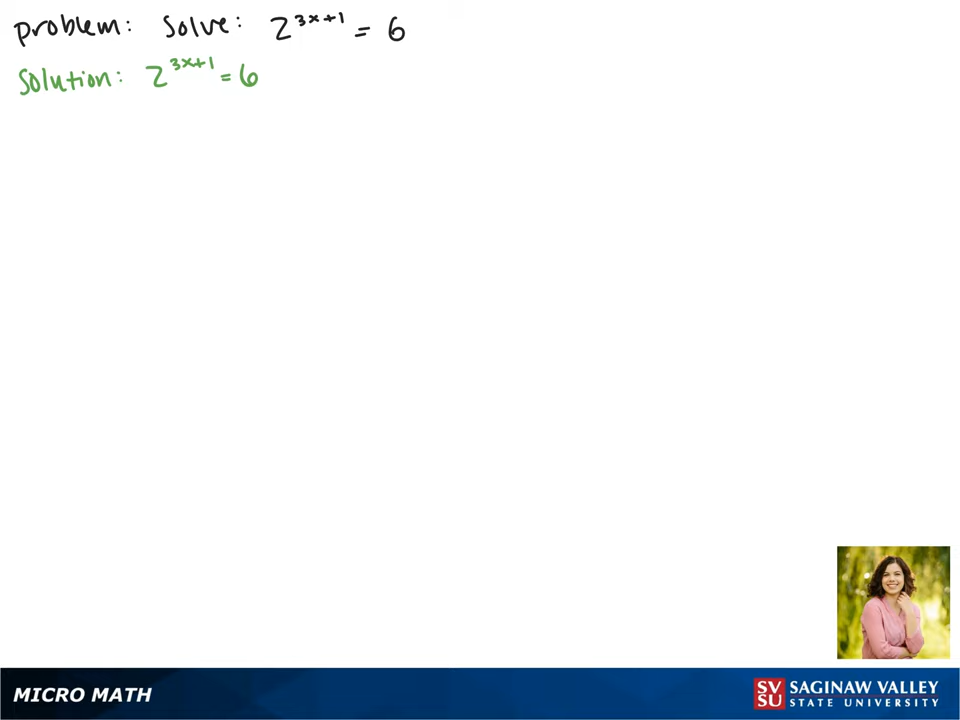 problem: Solve: 2^(3x+1) = 6
Solution: 2^(3x+1) = 6
MICRO MATH
SV SU SAGINAW VALLEY STATE UNIVERSITY